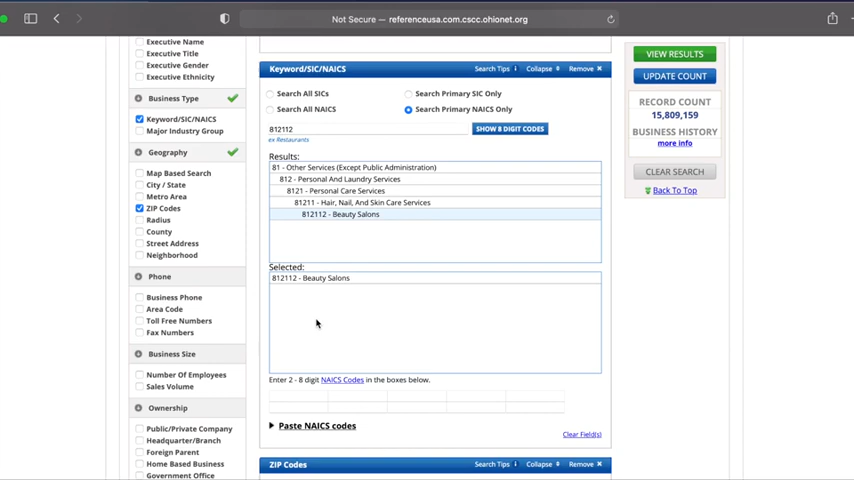 Not Secure — referenceusa.com.cscc.ohionet.org
Executive Name
Executive Title
Executive Gender
Executive Ethnicity
Business Type
Keyword/SIC/NAICS
Major Industry Group
Geography
Map Based Search
City / State
Metro Area
ZIP Codes
Radius
County
Street Address
Neighborhood
Phone
Business Phone
Area Code
Toll Free Numbers
Fax Numbers
Business Size
Number Of Employees
Sales Volume
Ownership
Public/Private Company
Headquarter/Branch
Foreign Parent
Home Based Business
Government Office
Keyword/SIC/NAICS Search Tips Collapse Remove
Search All SICs Search Primary SIC Only
Search All NAICS Search Primary NAICS Only
812112 SHOW 8 DIGIT CODES
ex Restaurants
Results:
81 - Other Services (Except Public Administration)
812 - Personal And Laundry Services
8121 - Personal Care Services
81211 - Hair, Nail, And Skin Care Services
812112 - Beauty Salons
Selected:
812112 - Beauty Salons
Enter 2 - 8 digit NAICS Codes in the boxes below.
Paste NAICS codes
Clear Field(s)
ZIP Codes Search Tips Collapse Remove
VIEW RESULTS
UPDATE COUNT
RECORD COUNT
15,809,159
BUSINESS HISTORY
more info
CLEAR SEARCH
Back To Top